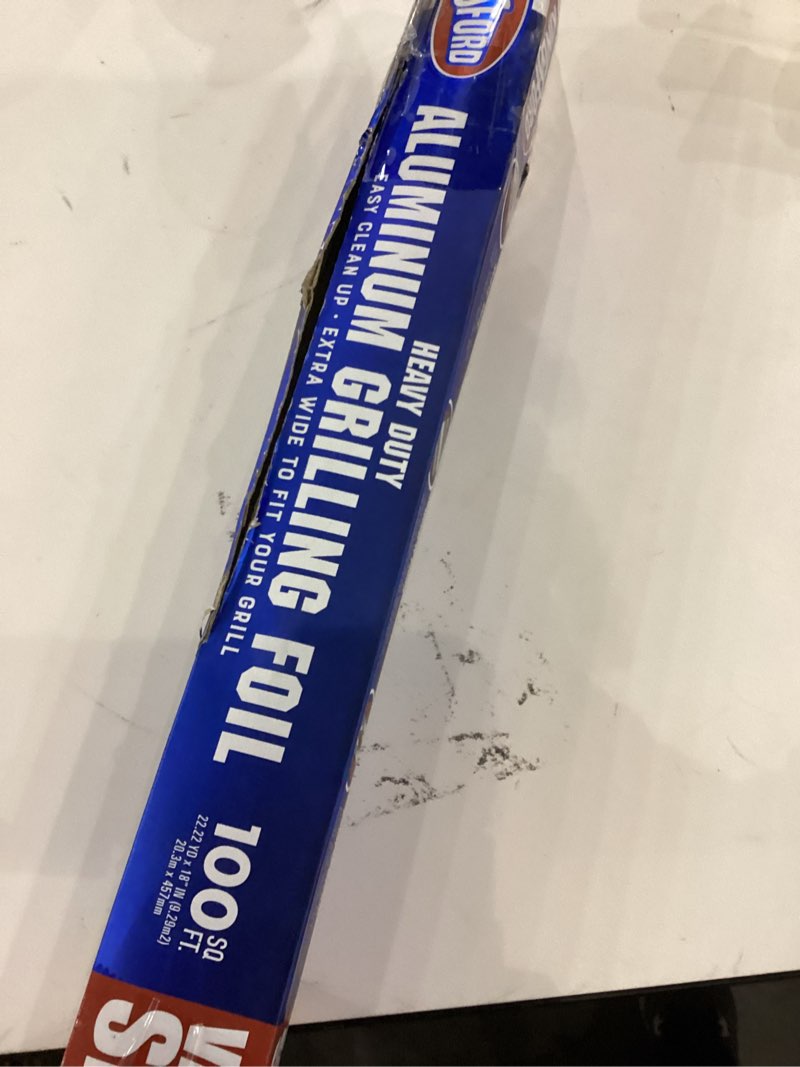 SFORD
HEAVY DUTY
ALUMINUM GRILLING FOIL
EASY CLEAN UP · EXTRA WIDE TO FIT YOUR GRILL
100 SQ FT.
22.22 YD x 18" IN (9.29m2)
20.3m x 457mm